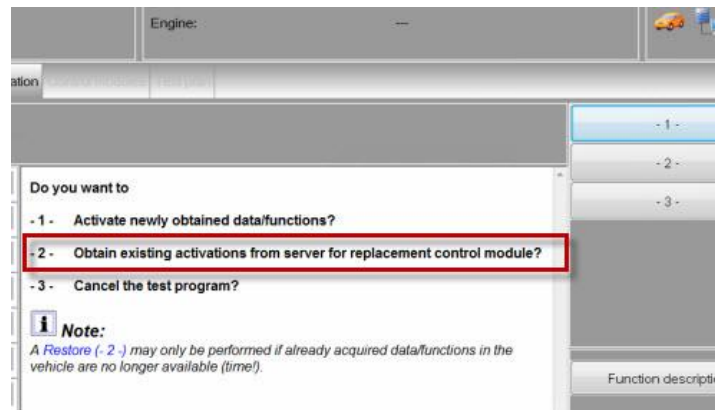 Engine:
---
ation
Do you want to
- 1 - Activate newly obtained data/functions?
- 2 - Obtain existing activations from server for replacement control module?
- 3 - Cancel the test program?
i Note:
A Restore (- 2 -) may only be performed if already acquired data/functions in the
vehicle are no longer available (time!).
- 1 -
- 2 -
- 3 -
Function descripti